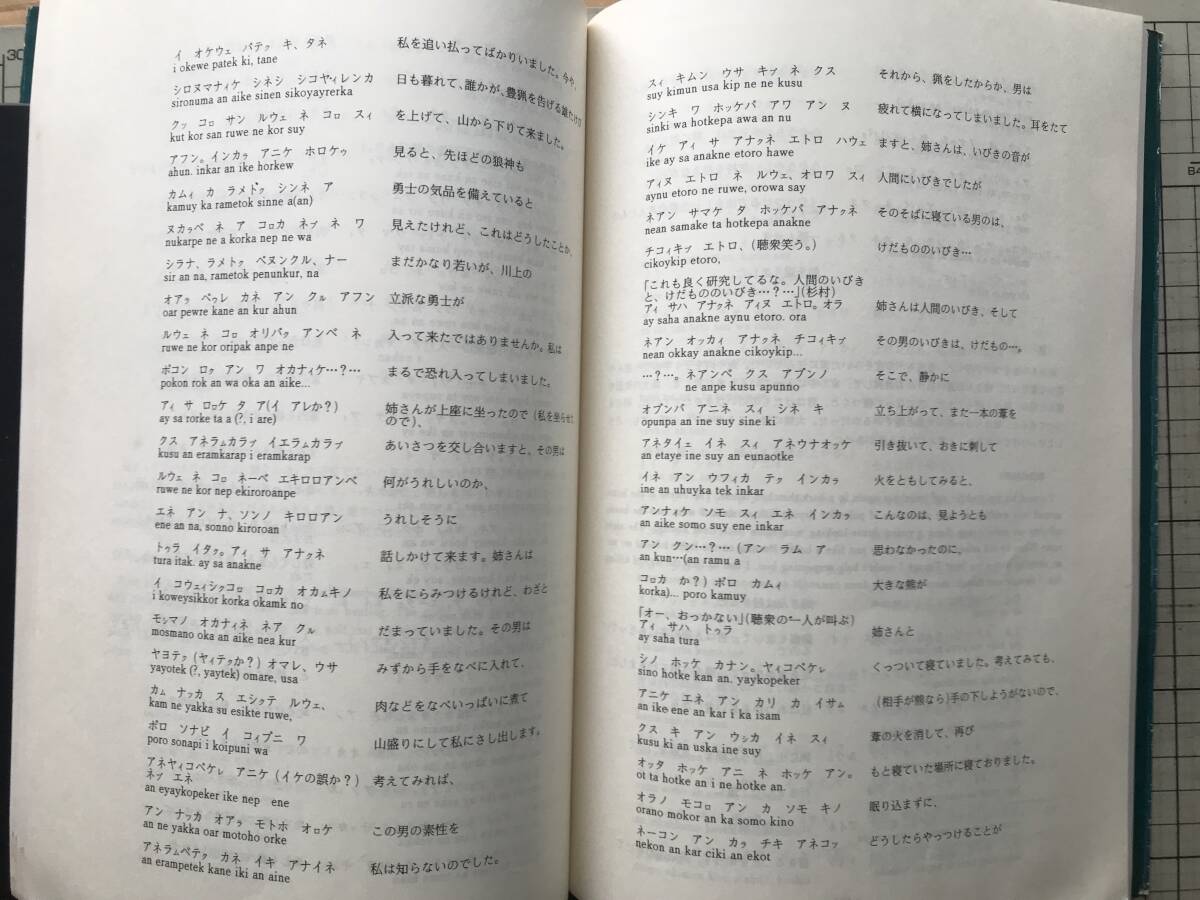 イ オケウェ パテㇰ キ、タネ 私を追い払ってばかりいました。今や、
i okewe patek ki, tane
シロヌマナィケ シネシ シコヤィレンカ 日も暮れて、誰かが、豊猟を告げる雄たけび
sironuma an aike sinen sikoyayrerka
クッ コㇿ サン ルウェ ネ コㇿ スィ を上げて、山から下りて来ました。
kut kor san ruwe ne kor suy
アフン。インカㇻ アニケ ホロケゥ 見ると、先ほどの狼神も
ahun. inkar an ike horkew
カムィ カ ラメトㇰ シンネ ア 勇士の気品を備えていると
kamuy ka rametok sinne a(an)
ヌカㇻペ ネ ア コㇿカ ネㇷ゚ ネ ワ 見えたけれど、これはどうしたことか、
nukarpe ne a korka nep ne wa
シラナ、ラメトㇰ ペヌンクル、ナー まだかなり若いが、川上の
sir an na, rametok penunkur, na
オアㇻ ペゥレ カネ アン クㇽ アフン 立派な勇士が
oar pewre kane an kur ahun
ルウェ ネ コㇿ オリパㇰ アンペ ネ 入って来たではありませんか。私は
ruwe ne kor oripak anpe ne
ポコン ロㇰ アン ワ オカナィケ…?… まるで恐れ入ってしまいました。
pokon rok an wa oka an aike...
アィ サ ロㇿケ タ ア(イ アレか?) 姉さんが上座に坐ったので(私を坐らせた
ay sa rorke ta a (?, i are) ので)、
クス アネラㇺカラㇷ゚ イエラㇺカラㇷ゚ あいさつを交し合いますと、その男は
kusu an eramkarap i eramkarap
ルウェ ネ コㇿ ネーペ エキロロアンペ 何がうれしいのか、
ruwe ne kor nep ekiroroanpe
エネ アン ナ、ソンノ キロロアン うれしそうに
ene an na, sonno kiroroan
トゥラ イタㇰ。アィ サ アナㇰネ 話しかけて来ます。姉さんは
tura itak. ay sa anakne
イ コウェィシㇰコㇿ コㇿカ オカㇺキノ 私をにらみつけるけれど、わざと
i koweysikkor korka okamk no
モㇱマノ オカナィネ ネア クㇽ だまっていました。その男は
mosmano oka an aike nea kur
ヤヨテㇰ(ヤィテㇰか?)オマレ、ウサ みずから手をなべに入れて、
yayotek (?, yaytek) omare, usa
カㇺ ナッカ ス エシㇰテ ルウェ、 肉などをなべいっぱいに煮て
kam ne yakka su esikte ruwe,
ポロ ソナピ イ コィプニ ワ 山盛りにして私にさし出します。
poro sonapi i koipuni wa
アネヤィコペケレ アニケ(イケの誤か?) 考えてみれば、
ネㇷ゚ エネ
an eyaykopeker ike nep ene
アン ナッカ オアㇻ モトホ オㇿケ この男の素性を
an ne yakka oar motoho orke
アネラㇺペテㇰ カネ イキ アナイネ 私は知らないのでした。
an erampetek kane iki an aine
スィ キムン ウサ キㇷ゚ ネ クス それから、猟をしたからか、男は
suy kimun usa kip ne ne kusu
シンキ ワ ホッケパ アワ アン ヌ 疲れて横になってしまいました。耳をたて
sinki wa hotkepa awa an nu
イケ アィ サ アナㇰネ エトロ ハウェ ますと、姉さんは、いびきの音が
ike ay sa anakne etoro hawe
アィヌ エトロ ネ ルウェ、オロワ スィ 人間にいびきでしたが
aynu etoro ne ruwe, orowa say
ネアン サマケ タ ホッケパ アナㇰネ そのそばに寝ている男のは、
nean samake ta hotkepa anakne
チコィキㇷ゚ エトロ、(聴衆笑う。) けだもののいびき…
cikoykip etoro,
「これも良く研究してるな。人間のいびき
と、けだもののいびき…?…」(杉村)
アィ サハ アナㇰネ アィヌ エトロ。オラ 姉さんは人間のいびき、そして
ay saha anakne aynu etoro. ora
ネアン オッカィ アナㇰネ チコィキㇷ゚ その男のいびきは、けだもの…。
nean okkay anakne cikoykip...
…?…。ネアンペ クス アプンノ そこで、静かに
ne anpe kusu apunno
オプンパ アニネ スィ シネ キ 立ち上がって、また一本の葦を
opunpa an ine suy sine ki
アネタイェ イネ スィ アネウナオッケ 引き抜いて、おきに刺して
an etaye ine suy an eunaotke
イネ アン ウフィカ テㇰ インカㇻ 火をともしてみると、
ine an uhuyka tek inkar
アンナィケ ソモ スィ エネ インカㇻ こんなのは、見ようとも
an aike somo suy ene inkar
アン クン…?…(アン ラム ア 思わなかったのに、
an kun…(an ramu a
コㇿカ か?) ポロ カムィ 大きな熊が
korka)... poro kamuy
「オー、おっかない」(聴衆の一人が叫ぶ)
アィ サハ トゥラ 姉さんと
ay saha tura
シノ ホッケ カナン。ヤィコペケㇾ くっついて寝ていました。考えてみても、
sino hotke kan an. yaykopeker
アニケ エネ アン カリ カ イサㇺ (相手が熊なら)手の下しようがないので、
an ike ene an kar i ka isam
クス キ アン ウㇱカ イネ スィ 葦の火を消して、再び
kusu ki an uska ine suy
オッタ ホッケ アニ ネ ホッケ アン。 もと寝ていた場所に寝ておりました。
ot ta hotke an i ne hotke an.
オラノ モコㇿ アン カ ソモ キノ 眠り込まずに、
orano mokor an ka somo kino
ネーコン アン カㇻ チキ アネコッ どうしたらやっつけることが
nekon an kar ciki an ekot